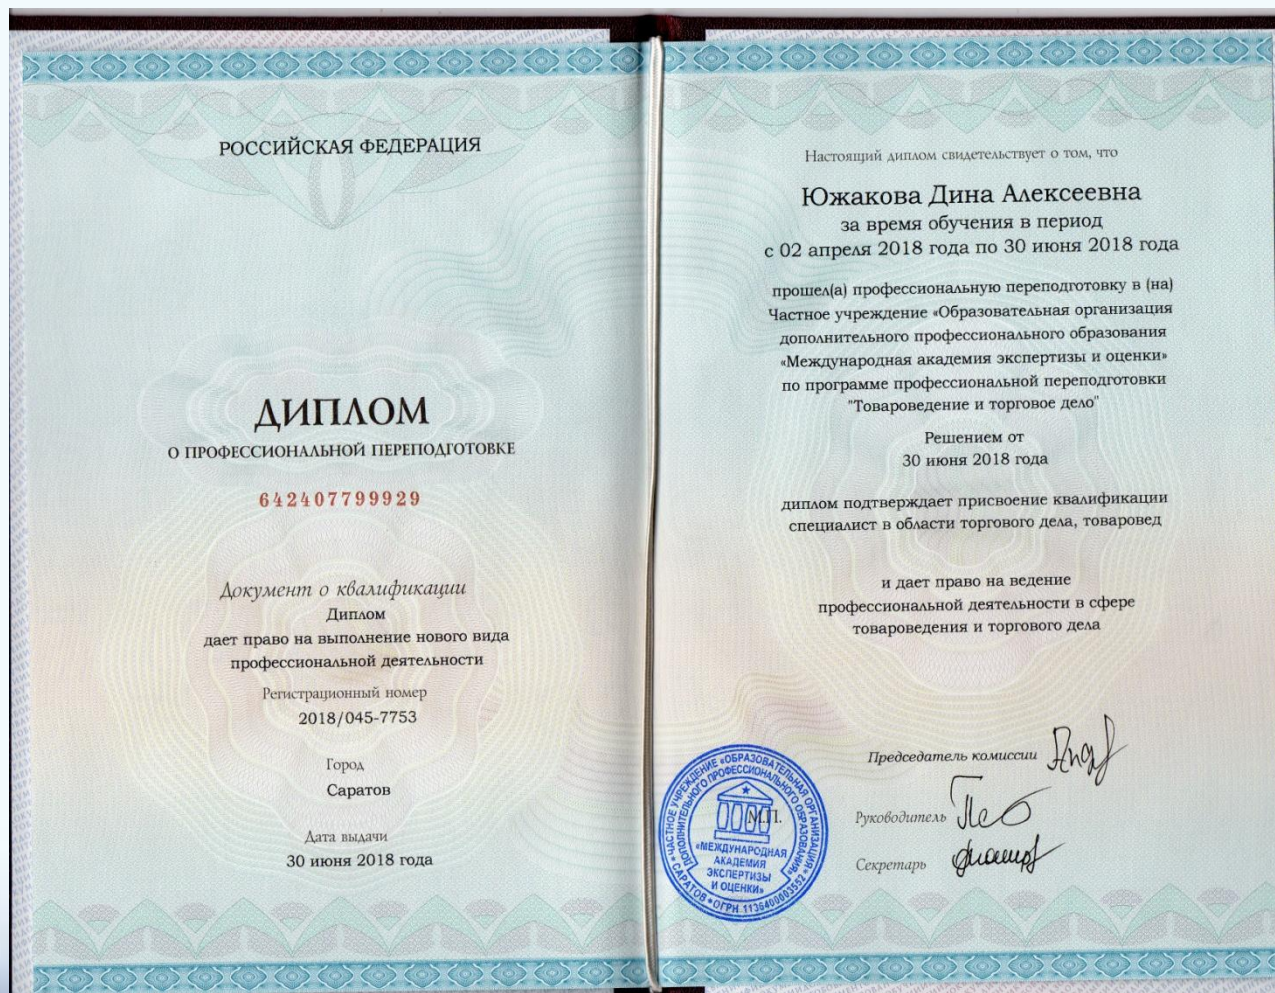 РОССИЙСКАЯ ФЕДЕРАЦИЯ
ДИПЛОМ
О ПРОФЕССИОНАЛЬНОЙ ПЕРЕПОДГОТОВКЕ
642407799929
Документ о квалификации
Диплом
дает право на выполнение нового вида
профессиональной деятельности
Регистрационный номер
2018/045-7753
Город
Саратов
Дата выдачи
30 июня 2018 года
Настоящий диплом свидетельствует о том, что
Южакова Дина Алексеевна
за время обучения в период
с 02 апреля 2018 года по 30 июня 2018 года
прошел(а) профессиональную переподготовку в (на)
Частное учреждение «Образовательная организация
дополнительного профессионального образования
«Международная академия экспертизы и оценки»
по программе профессиональной переподготовки
"Товароведение и торговое дело"
Решением от
30 июня 2018 года
диплом подтверждает присвоение квалификации
специалист в области торгового дела, товаровед
и дает право на ведение
профессиональной деятельности в сфере
товароведения и торгового дела
Председатель комиссии
Руководитель
Секретарь
М.П.
ЧАСТНОЕ УЧРЕЖДЕНИЕ «ОБРАЗОВАТЕЛЬНАЯ ОРГАНИЗАЦИЯ
ДОПОЛНИТЕЛЬНОГО ПРОФЕССИОНАЛЬНОГО ОБРАЗОВАНИЯ
«МЕЖДУНАРОДНАЯ
АКАДЕМИЯ
ЭКСПЕРТИЗЫ
И ОЦЕНКИ»
САРАТОВ * ОГРН 1136400003552